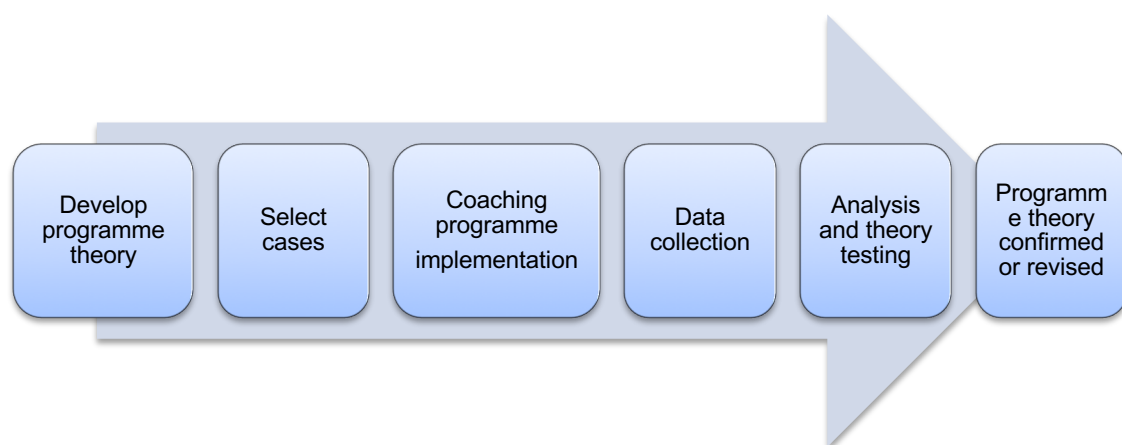 Develop
programme
theory
Select
cases
Coaching
programme
implementation
Data
collection
Analysis
and theory
testing
Programm
e theory
confirmed
or revised